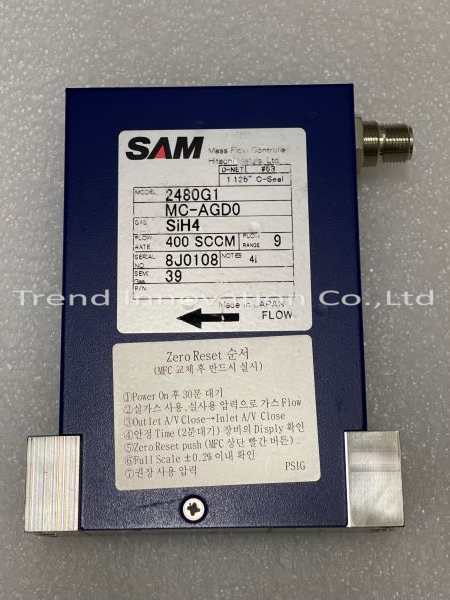 SAM
Mass Flow Controller
Hitachi Metals, Ltd.
D-NET #63
1.125" C-Seal
MODEL 2480G1
MC-AGD0
GAS SiH4
FLOW RATE 400 SCCM FLOW RANGE 9
SERIAL NO. 8J0108 NOTES 4i
SEMI Gas 39
P/N
Made in JAPAN
FLOW
Trend Innovation Co.,Ltd
Zero Reset 순서
(MFC 교체 후 반드시 실시)
①Power On 후 30분 대기
②실가스 사용, 실사용 압력으로 가스 Flow
③Outlet A/V Close→Inlet A/V Close
④안정 Time (2분대기) 장비의 Disply 확인
⑤Zero Reset push (MFC 상단 빨간 버튼)
⑥Full Scale ±0.2% 이내 확인
⑦권장 사용 압력 PSIG